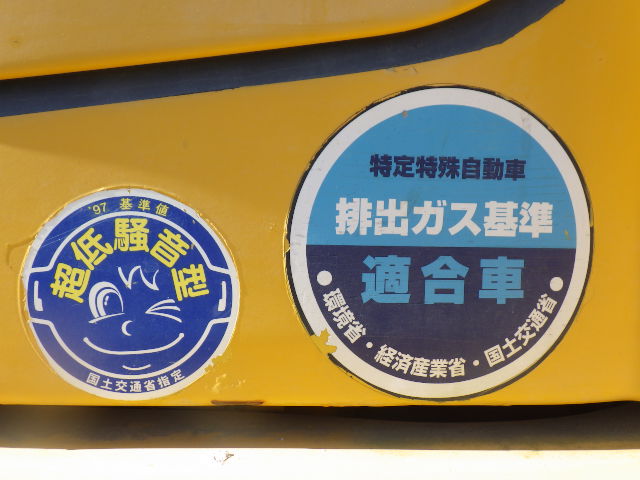 '97 基準値
超低騒音型
国土交通省指定
特定特殊自動車
排出ガス基準
適合車
●環境省・経済産業省・国土交通省●